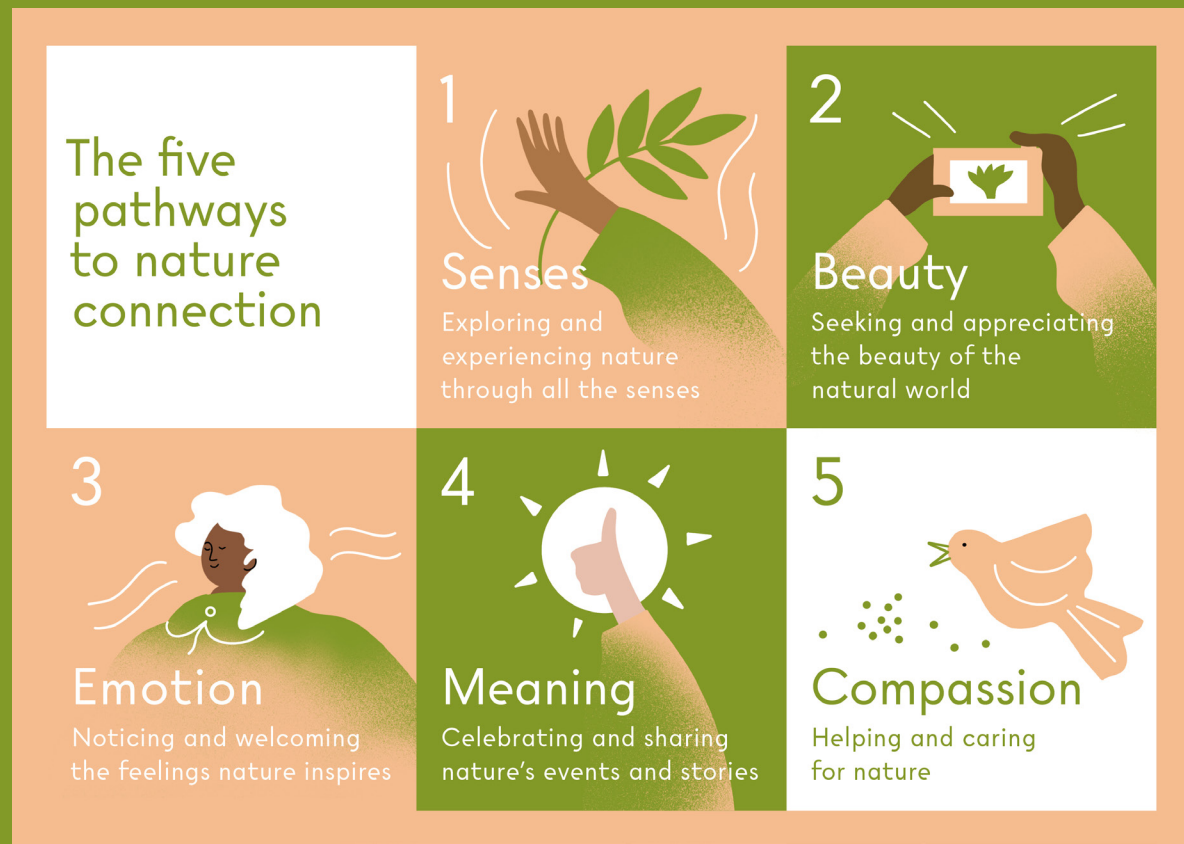 The five
pathways
to nature
connection
1
Senses
Exploring and
experiencing nature
through all the senses
2
Beauty
Seeking and appreciating
the beauty of the
natural world
3
Emotion
Noticing and welcoming
the feelings nature inspires
4
Meaning
Celebrating and sharing
nature’s events and stories
5
Compassion
Helping and caring
for nature